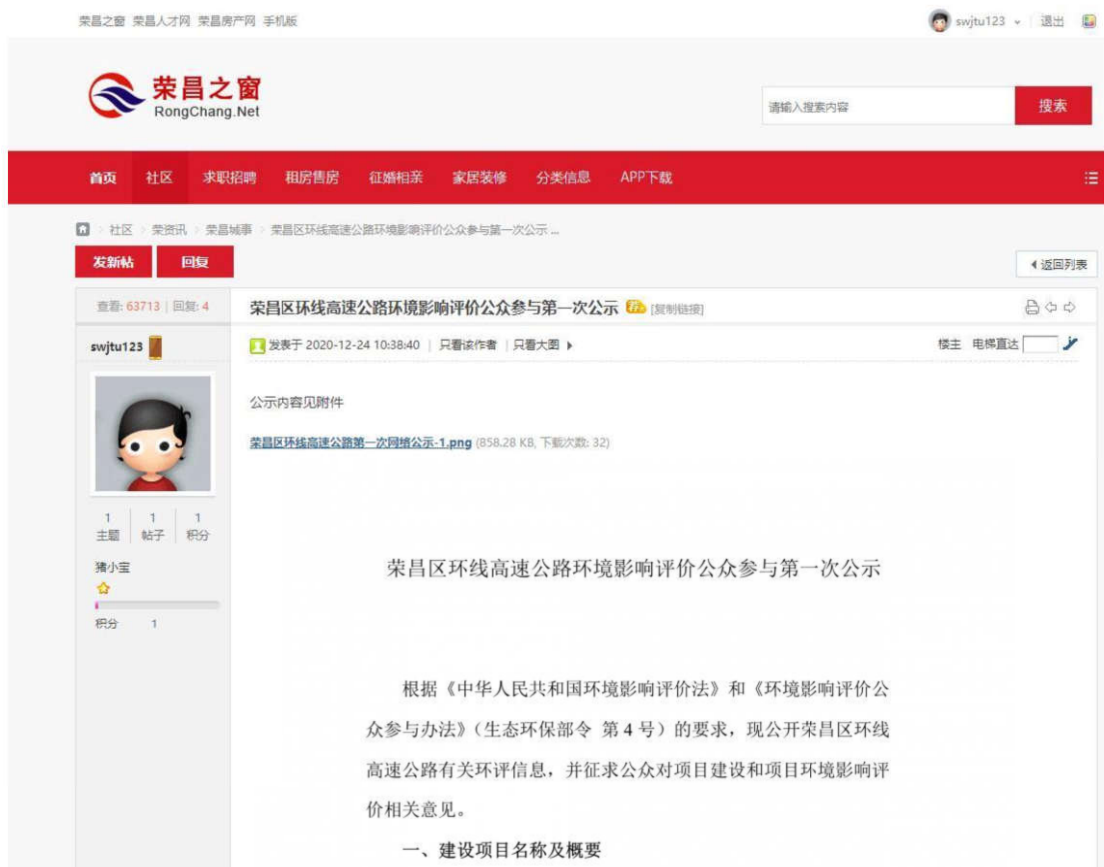 荣昌之窗 荣昌人才网 荣昌房产网 手机版
swjtu123 退出
荣昌之窗
RongChang.Net
请输入搜索内容
搜索
首页 社区 求职招聘 租房售房 征婚相亲 家居装修 分类信息 APP下载
社区 荣资讯 荣昌城事 荣昌区环线高速公路环境影响评价公众参与第一次公示 ...
发新帖 回复
返回列表
查看: 63713 | 回复: 4
荣昌区环线高速公路环境影响评价公众参与第一次公示 [复制链接]
swjtu123
发表于 2020-12-24 10:38:40 | 只看该作者 | 只看大图
楼主 电梯直达
公示内容见附件
荣昌区环线高速公路第一次网络公示-1.png (858.28 KB, 下载次数: 32)
1 1 1
主题 帖子 积分
猪小宝
积分 1
荣昌区环线高速公路环境影响评价公众参与第一次公示
根据《中华人民共和国环境影响评价法》和《环境影响评价公
众参与办法》（生态环保部令 第 4 号）的要求，现公开荣昌区环线
高速公路有关环评信息，并征求公众对项目建设和项目环境影响评
价相关意见。
一、建设项目名称及概要